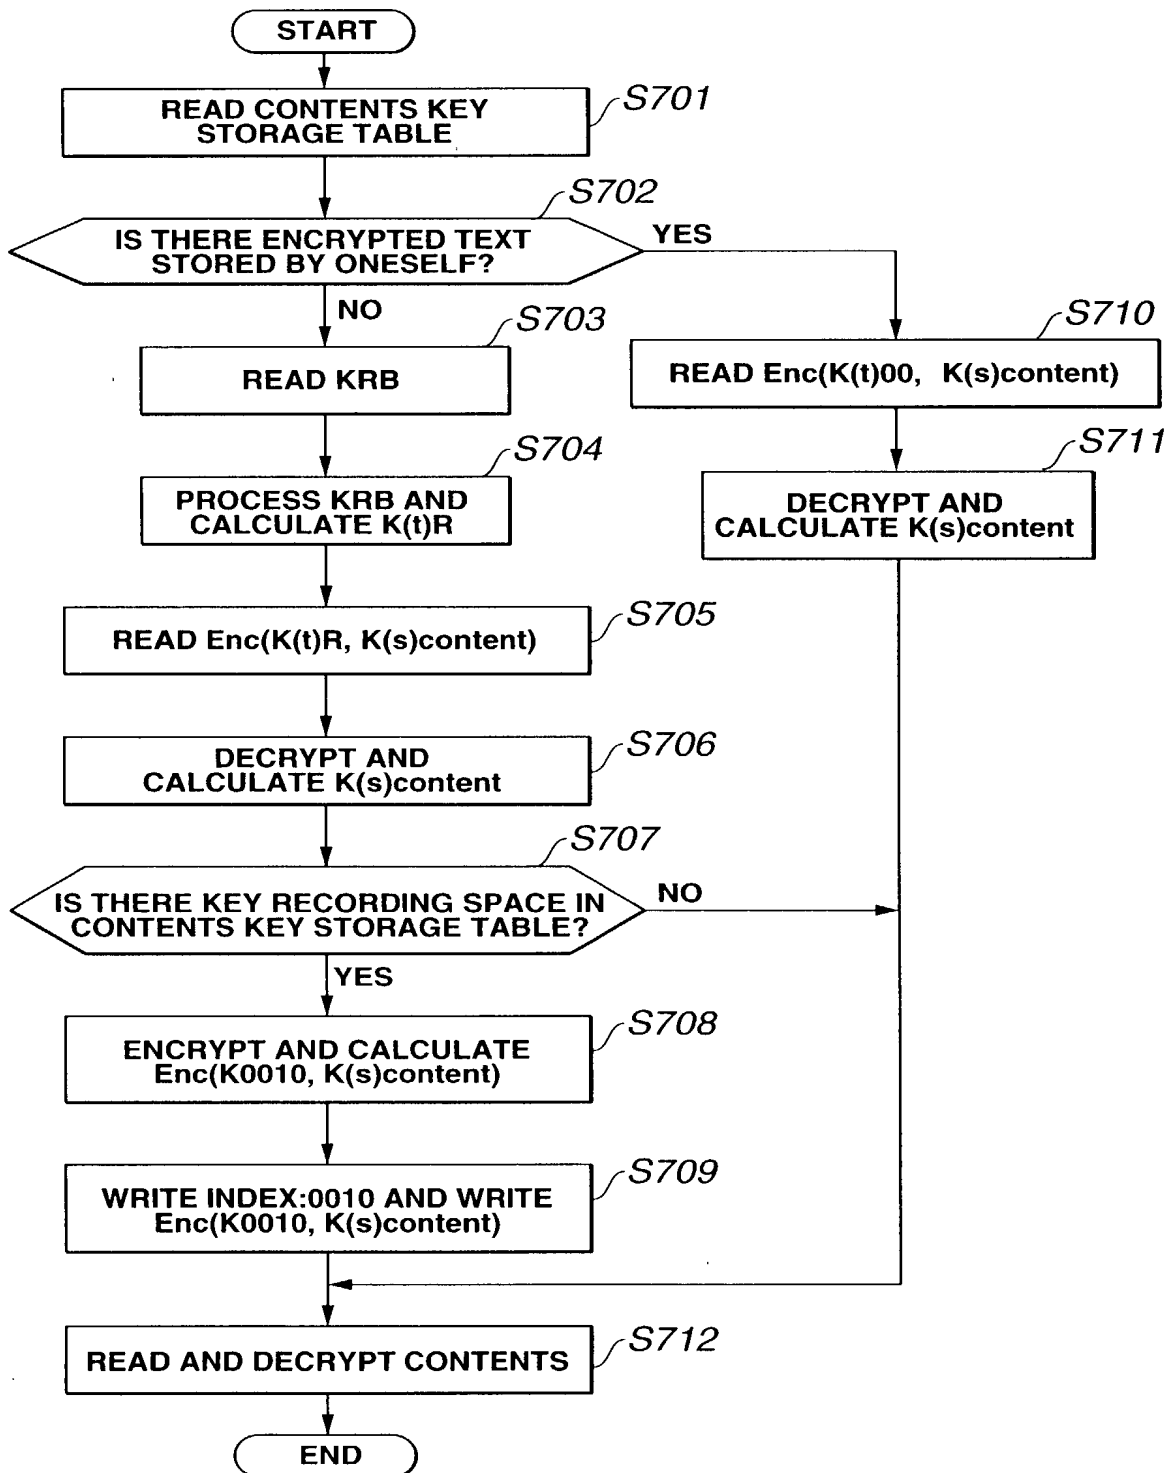 START
S701
READ CONTENTS KEY
STORAGE TABLE
S702
IS THERE ENCRYPTED TEXT
STORED BY ONESELF?
YES
NO
S703
READ KRB
S710
READ Enc(K(t)00, K(s)content)
S704
PROCESS KRB AND
CALCULATE K(t)R
S711
DECRYPT AND
CALCULATE K(s)content
S705
READ Enc(K(t)R, K(s)content)
S706
DECRYPT AND
CALCULATE K(s)content
S707
IS THERE KEY RECORDING SPACE IN
CONTENTS KEY STORAGE TABLE?
NO
YES
S708
ENCRYPT AND CALCULATE
Enc(K0010, K(s)content)
S709
WRITE INDEX:0010 AND WRITE
Enc(K0010, K(s)content)
S712
READ AND DECRYPT CONTENTS
END